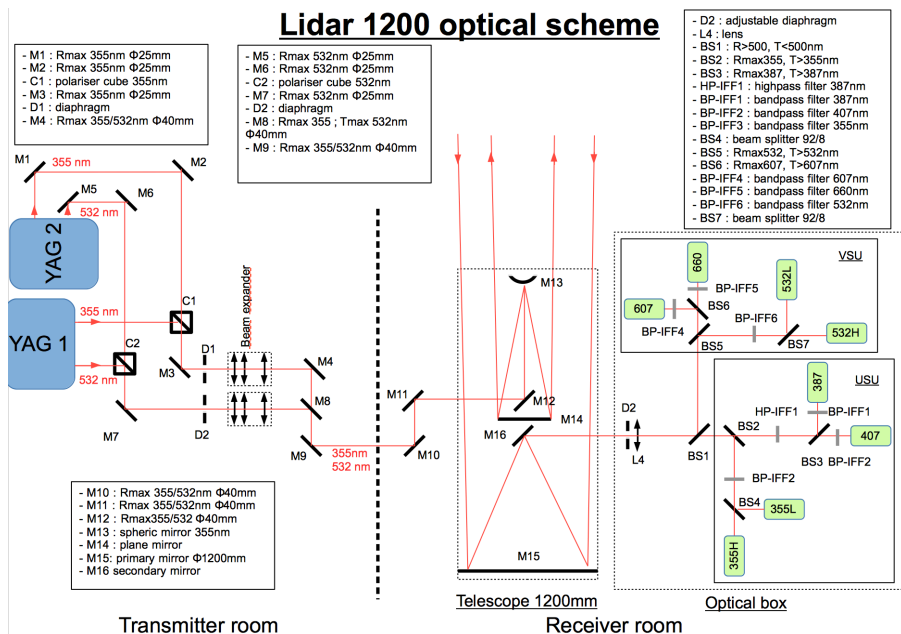 Lidar 1200 optical scheme
- M1 : Rmax 355nm Φ25mm
- M2 : Rmax 355nm Φ25mm
- C1 : polariser cube 355nm
- M3 : Rmax 355nm Φ25mm
- D1 : diaphragm
- M4 : Rmax 355/532nm Φ40mm
- M5 : Rmax 532nm Φ25mm
- M6 : Rmax 532nm Φ25mm
- C2 : polariser cube 532nm
- M7 : Rmax 532nm Φ25mm
- D2 : diaphragm
- M8 : Rmax 355 ; Tmax 532nm
Φ40mm
- M9 : Rmax 355/532nm Φ40mm
- D2 : adjustable diaphragm
- L4 : lens
- BS1 : R>500, T<500nm
- BS2 : Rmax355, T>355nm
- BS3 : Rmax387, T>387nm
- HP-IFF1 : highpass filter 387nm
- BP-IFF1 : bandpass filter 387nm
- BP-IFF2 : bandpass filter 407nm
- BP-IFF3 : bandpass filter 355nm
- BS4 : beam splitter 92/8
- BS5 : Rmax532, T>532nm
- BS6 : Rmax607, T>607nm
- BP-IFF4 : bandpass filter 607nm
- BP-IFF5 : bandpass filter 660nm
- BP-IFF6 : bandpass filter 532nm
- BS7 : beam splitter 92/8
M1
355 nm
M2
M5
M6
532 nm
YAG 2
YAG 1
355 nm
C1
C2
532 nm
M3
D1
Beam expander
M4
M8
M7
D2
M9
355nm
532 nm
M11
M10
M13
M12
M14
M16
M15
D2
L4
BS1
VSU
660
BP-IFF5
532L
607
BS6
BP-IFF6
BP-IFF4
BS5
BS7
532H
USU
387
BS2
HP-IFF1
BP-IFF1
407
BS3
BP-IFF2
BP-IFF2
BS4
355L
355H
- M10 : Rmax 355/532nm Φ40mm
- M11 : Rmax 355/532nm Φ40mm
- M12 : Rmax355/532 Φ40mm
- M13 : spheric mirror 355nm
- M14 : plane mirror
- M15: primary mirror Φ1200mm
- M16 secondary mirror
Telescope 1200mm
Optical box
Transmitter room
Receiver room